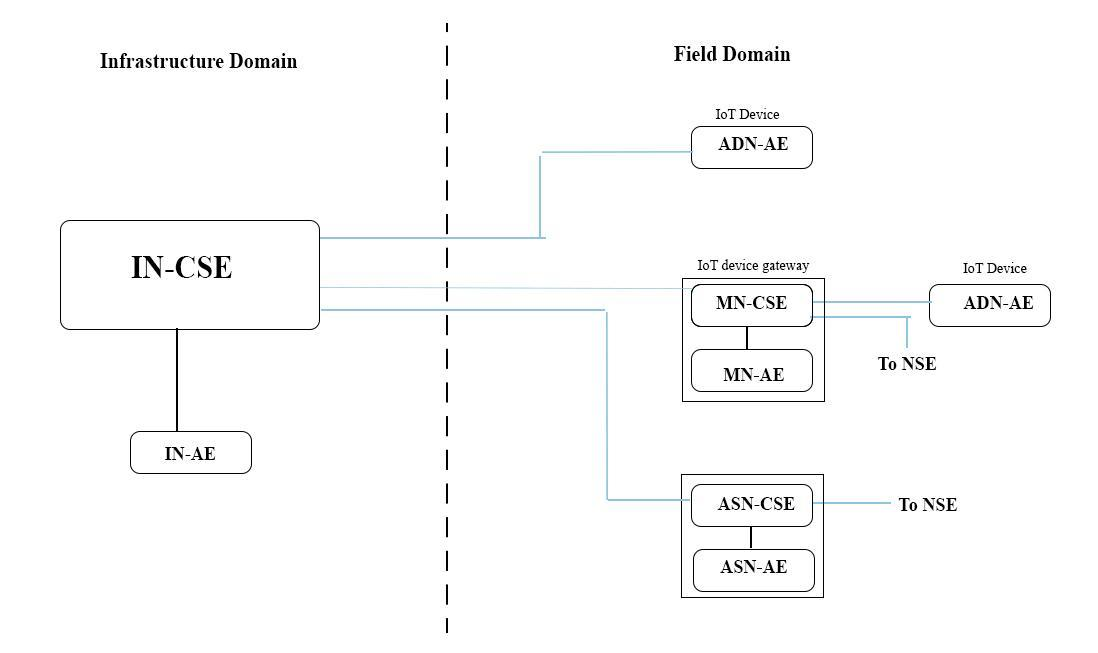 Infrastructure Domain
Field Domain
IoT Device
ADN-AE
IN-CSE
IoT device gateway
IoT Device
MN-CSE
ADN-AE
To NSE
MN-AE
IN-AE
ASN-CSE
To NSE
ASN-AE